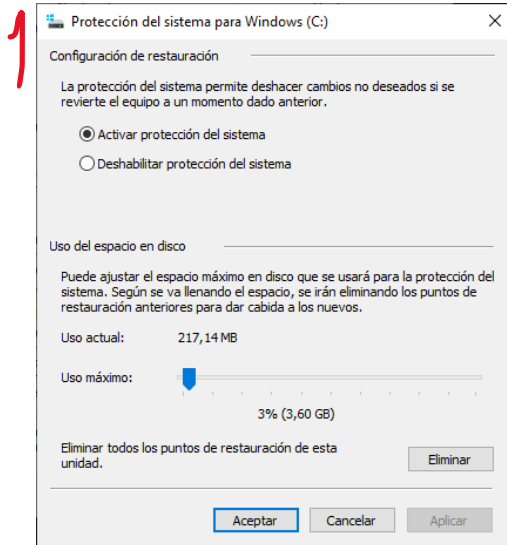 1
Protección del sistema para Windows (C:)
Configuración de restauración
La protección del sistema permite deshacer cambios no deseados si se
revierte el equipo a un momento dado anterior.
Activar protección del sistema
Deshabilitar protección del sistema
Uso del espacio en disco
Puede ajustar el espacio máximo en disco que se usará para la protección del
sistema. Según se va llenando el espacio, se irán eliminando los puntos de
restauración anteriores para dar cabida a los nuevos.
Uso actual: 217,14 MB
Uso máximo:
3% (3,60 GB)
Eliminar todos los puntos de restauración de esta
unidad.
Eliminar
Aceptar Cancelar Aplicar